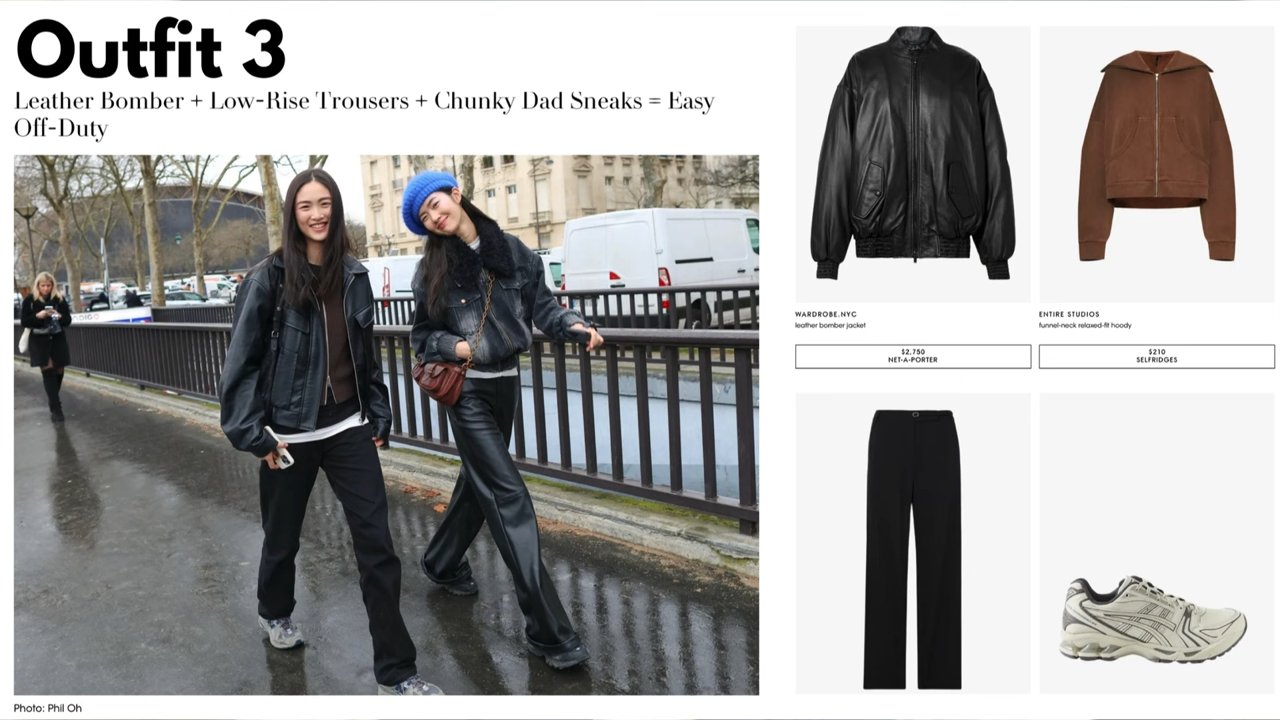 Outfit 3
Leather Bomber + Low-Rise Trousers + Chunky Dad Sneaks = Easy
Off-Duty
Photo: Phil Oh
WARDROBE.NYC
leather bomber jacket
$2,750
NET-A-PORTER
ENTIRE STUDIOS
funnel-neck relaxed-fit hoody
$210
SELFRIDGES